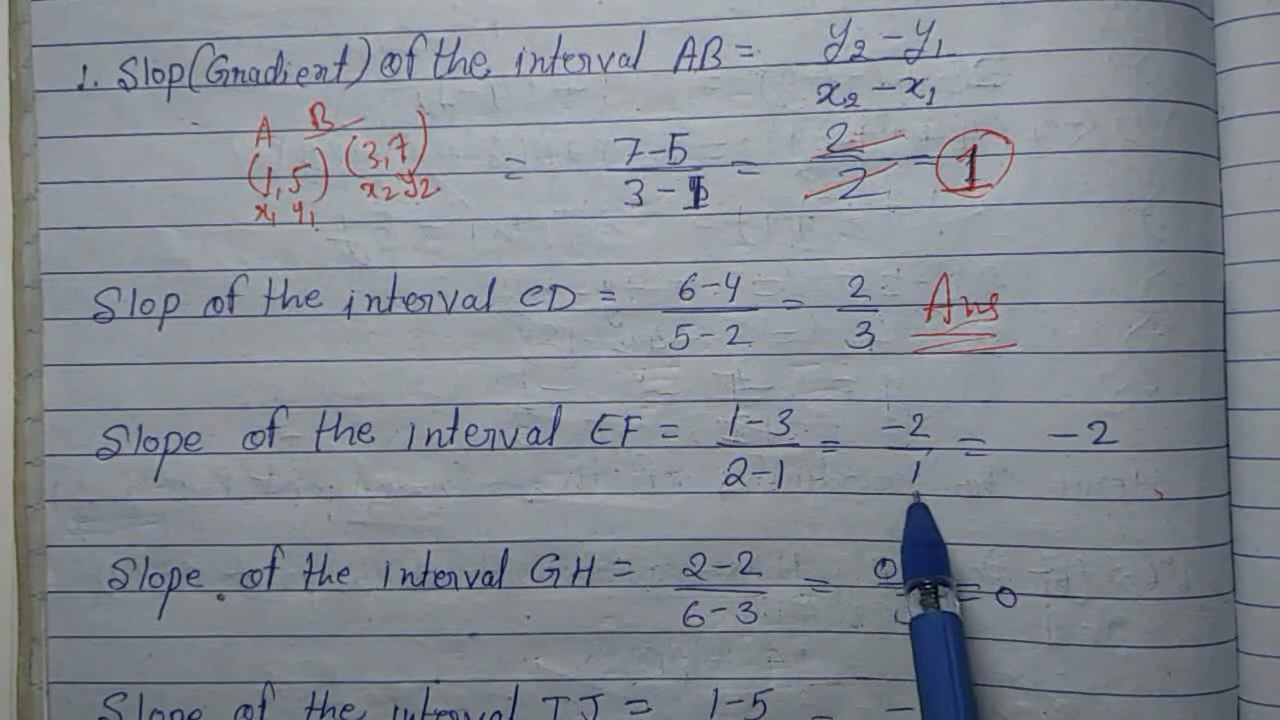 1. Slop(Gradient) of the interval AB = y₂-y₁ / x₂-x₁
A B
(1,5) (3,7) = 7-5 / 3-1 = 2 / 2 = 1
x₁ y₁ x₂ y₂
Slop of the interval CD = 6-4 / 5-2 = 2 / 3 Ans
Slope of the interval EF = 1-3 / 2-1 = -2 / 1 = -2
Slope of the interval GH = 2-2 / 6-3 = 0 / = 0
Slope of the interval IJ = 1-5 = -